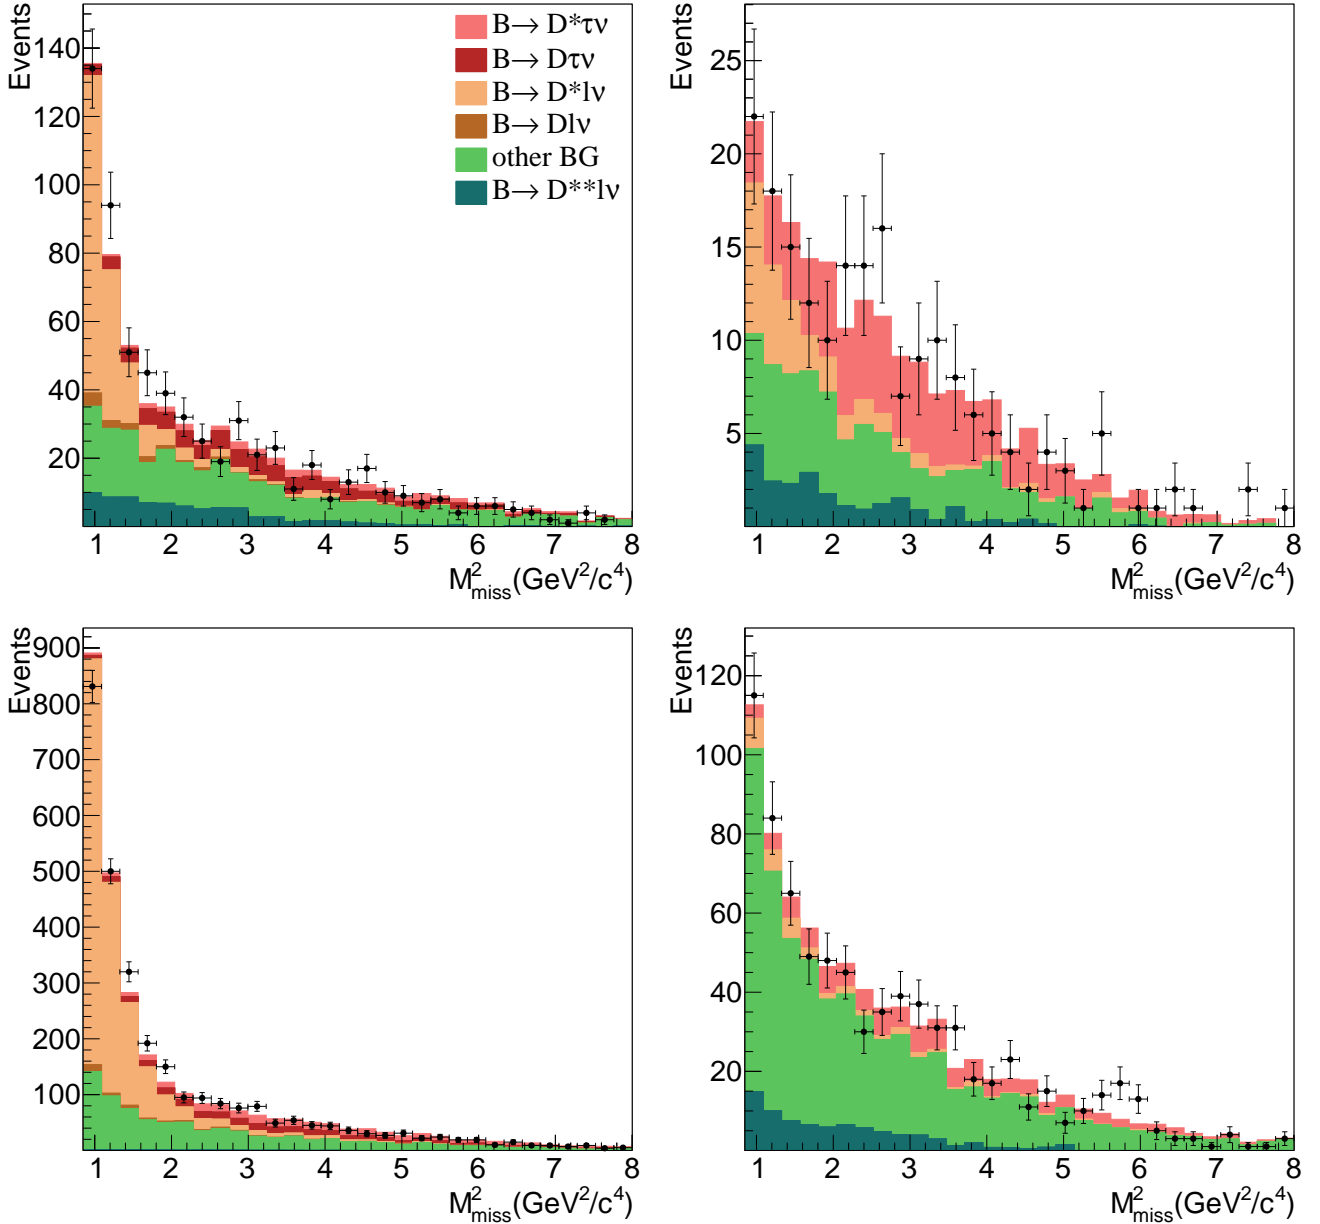 Events
140
120
100
80
60
40
20
1 2 3 4 5 6 7 8
M²miss(GeV²/c⁴)
B→ D*τν
B→ Dτν
B→ D*lν
B→ Dlν
other BG
B→ D**lν
Events
25
20
15
10
5
1 2 3 4 5 6 7 8
M²miss(GeV²/c⁴)
Events
900
800
700
600
500
400
300
200
100
1 2 3 4 5 6 7 8
M²miss(GeV²/c⁴)
Events
120
100
80
60
40
20
1 2 3 4 5 6 7 8
M²miss(GeV²/c⁴)